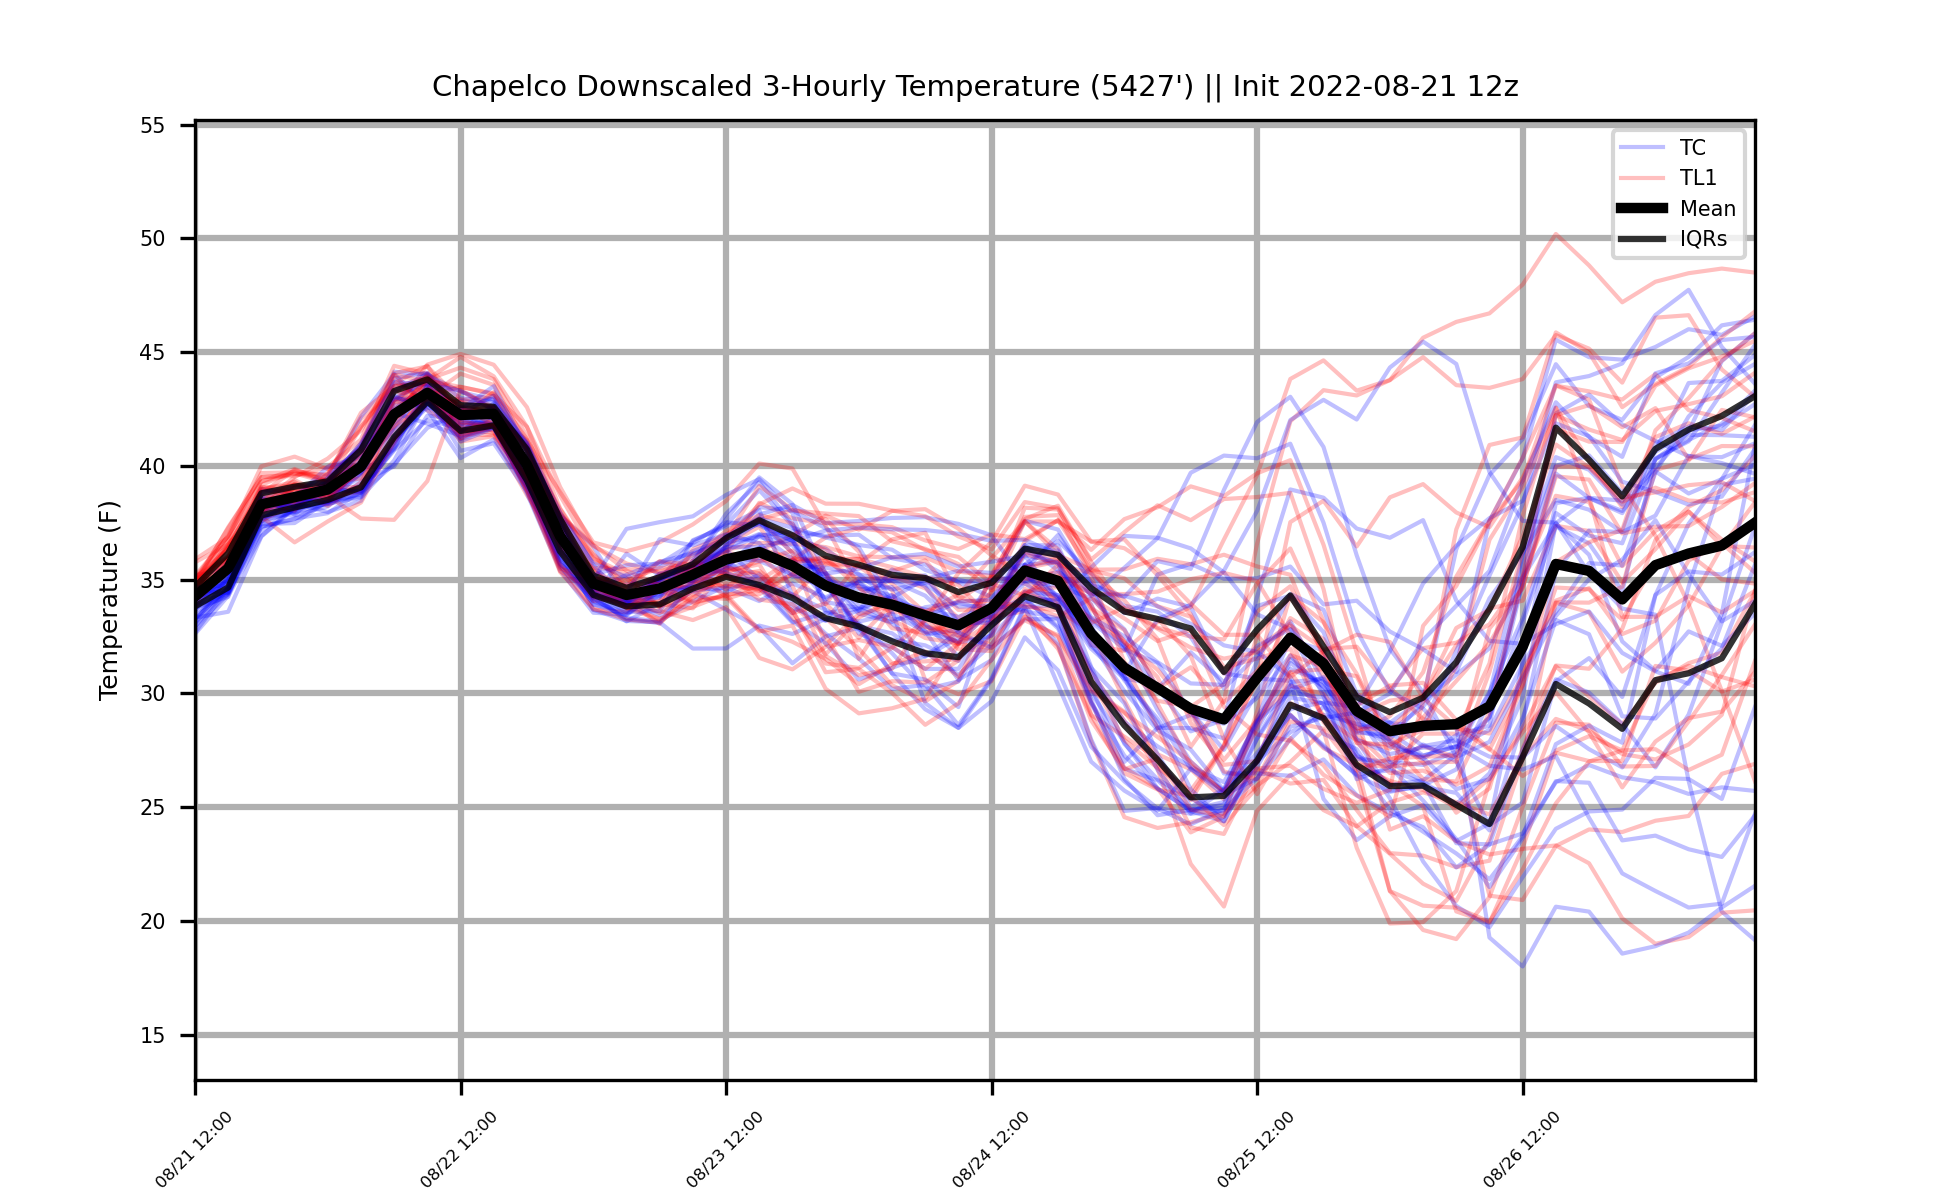 Chapelco Downscaled 3-Hourly Temperature (5427') || Init 2022-08-21 12z
TC
TL1
Mean
IQRs
Temperature (F)
55
50
45
40
35
30
25
20
15
08/21 12:00
08/22 12:00
08/23 12:00
08/24 12:00
08/25 12:00
08/26 12:00